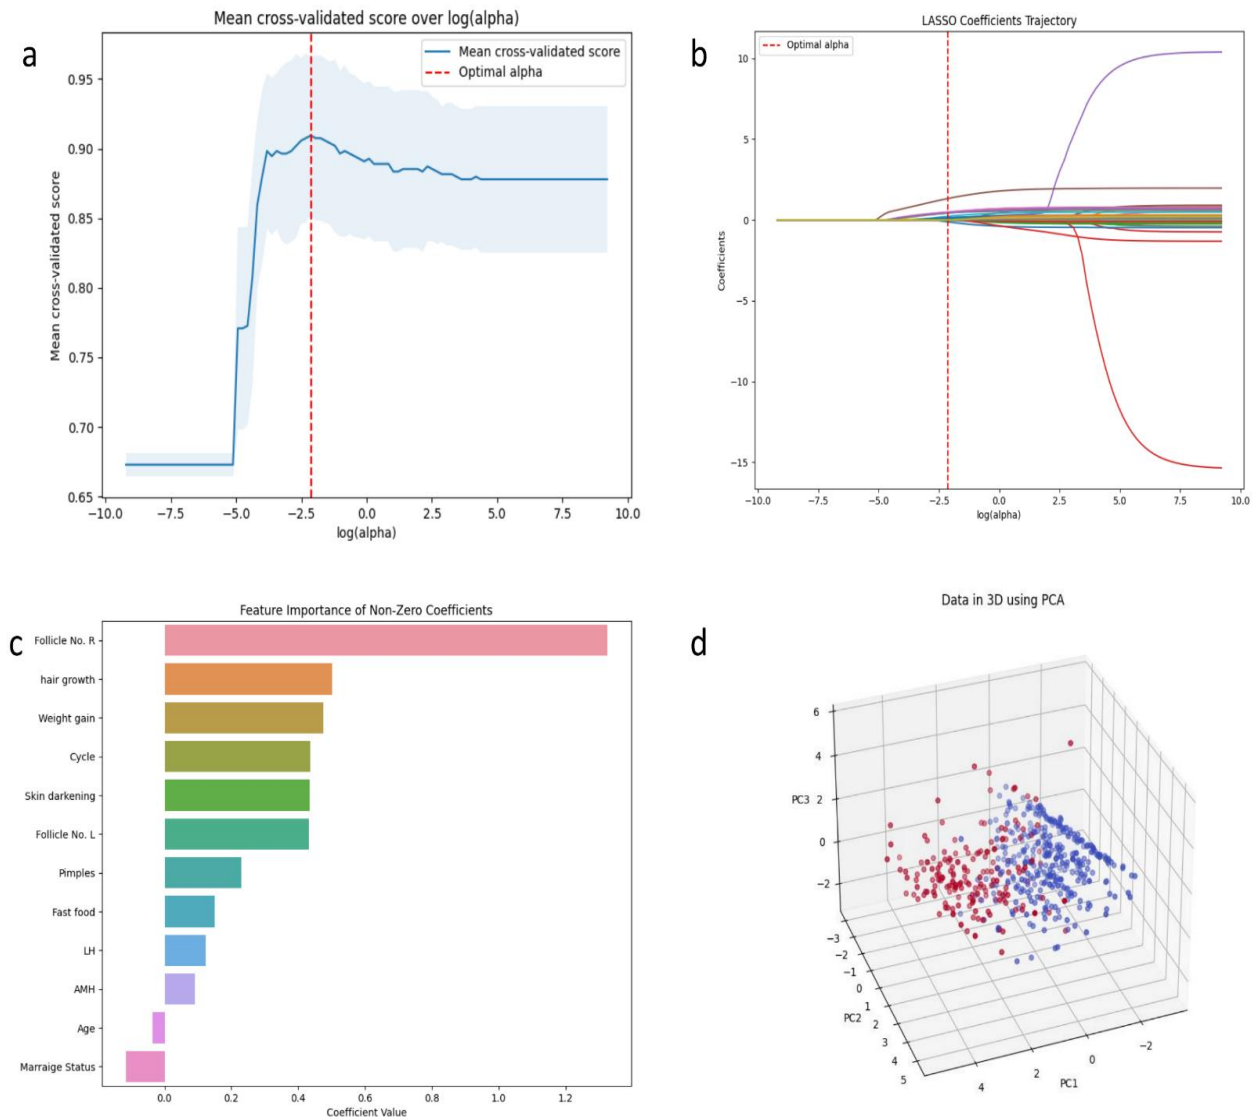 a
Mean cross-validated score over log(alpha)
Mean cross-validated score
Optimal alpha
Mean cross-validated score
0.95
0.90
0.85
0.80
0.75
0.70
0.65
−10.0 −7.5 −5.0 −2.5 0.0 2.5 5.0 7.5 10.0
log(alpha)
b
LASSO Coefficients Trajectory
Optimal alpha
Coefficients
10
5
0
−5
−10
−15
−10.0 −7.5 −5.0 −2.5 0.0 2.5 5.0 7.5 10.0
log(alpha)
c
Feature Importance of Non-Zero Coefficients
Follicle No. R
hair growth
Weight gain
Cycle
Skin darkening
Follicle No. L
Pimples
Fast food
LH
AMH
Age
Marraige Status
0.0 0.2 0.4 0.6 0.8 1.0 1.2
Coefficient Value
d
Data in 3D using PCA
6
4
PC3 2
0
−2
−3
−2
−1
0
1
PC2 2
3
4
5
4 2 0 −2
PC1